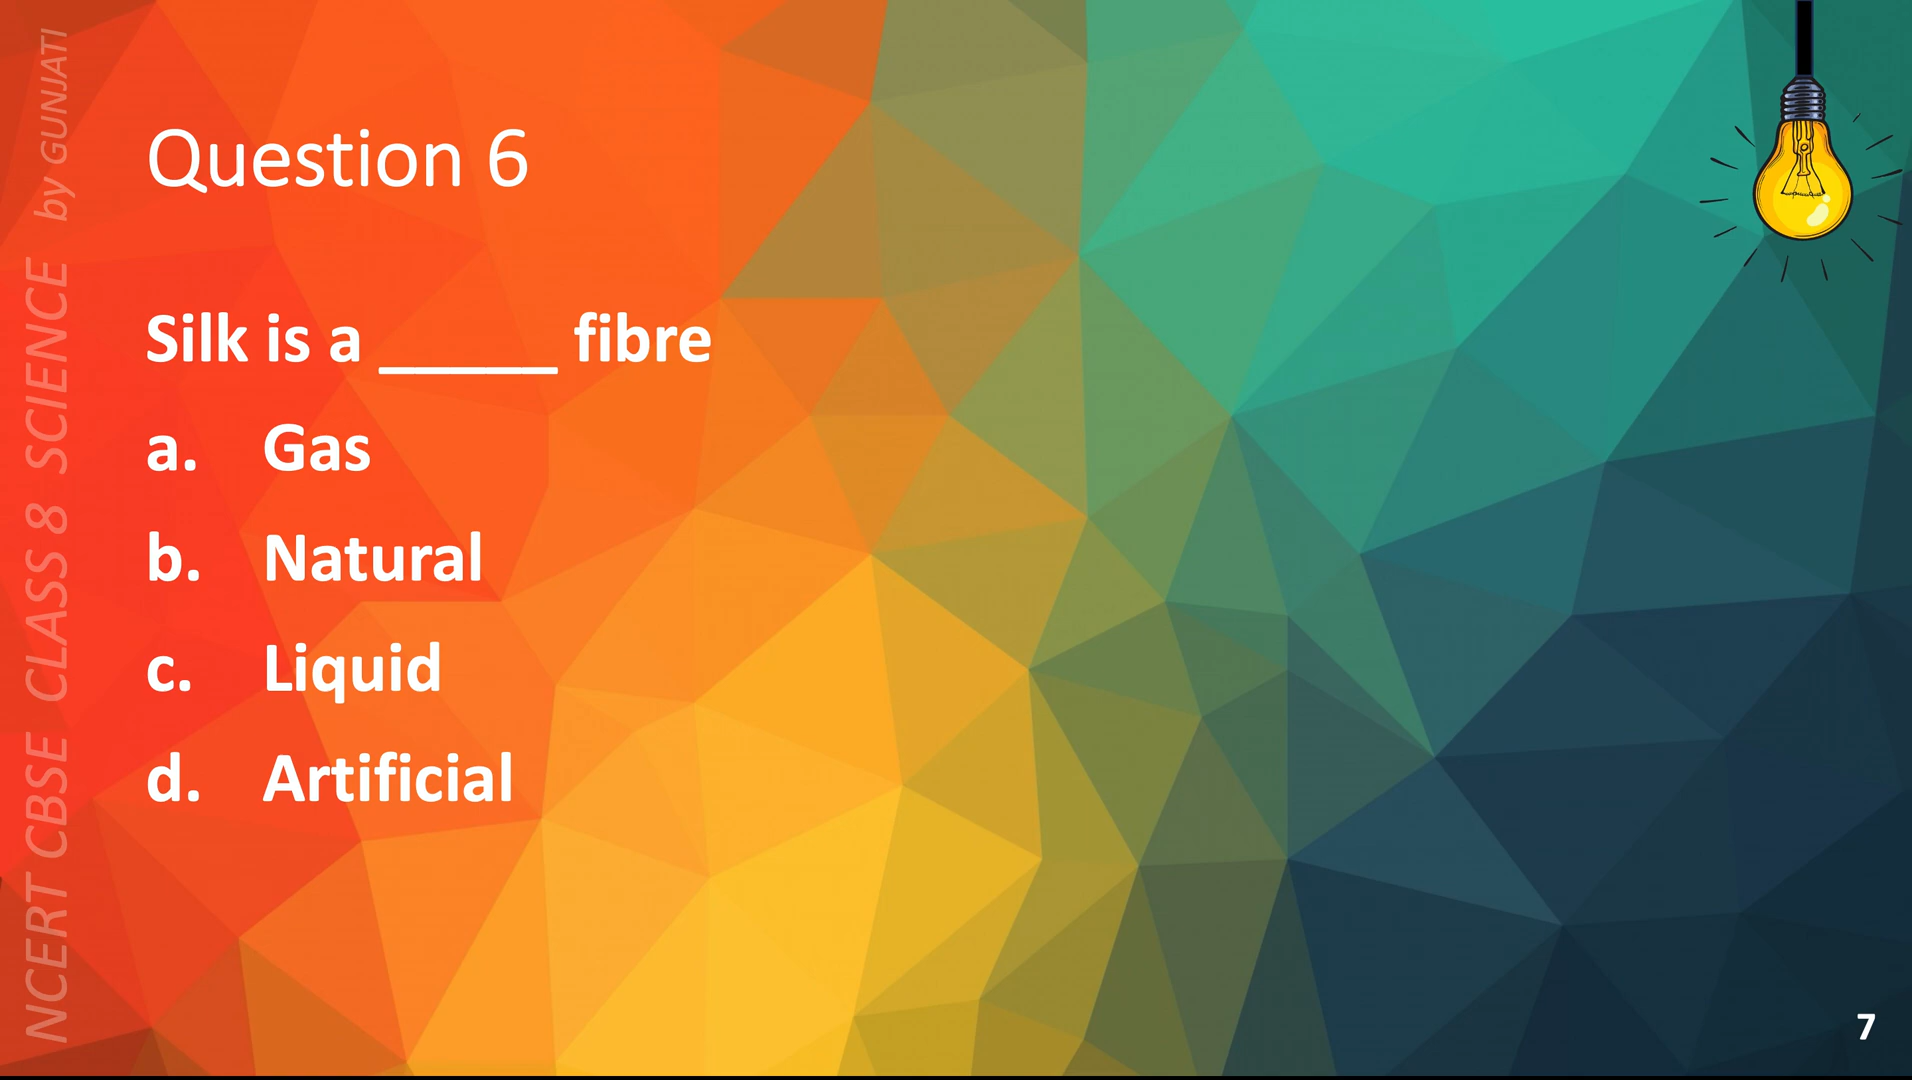 NCERT CBSE CLASS 8 SCIENCE by GUNJATI
Question 6
Silk is a _____ fibre
a. Gas
b. Natural
c. Liquid
d. Artificial
7